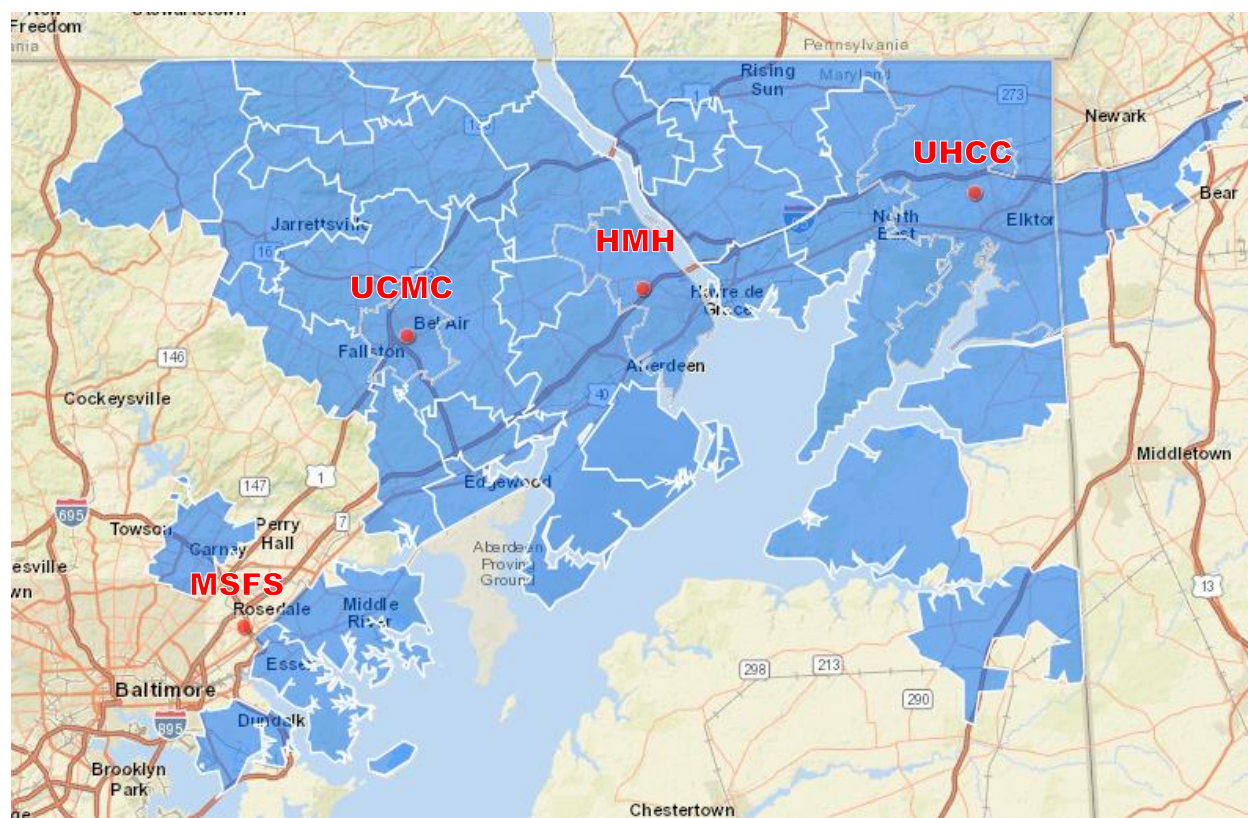 Freedom
Pennsylvania
Rising
Sun
Maryland
1
273
Newark
UHCC
Bear
Jarrettsville
North
East
Elkton
HMH
UCMC
Havre de
Grace
Bel Air
Fallston
146
Aberdeen
40
Cockeysville
147
1
Middletown
Edgewood
695
7
Towson
Perry
Hall
Carney
Aberdeen
Proving
Ground
MSFS
13
Rosedale
Middle
River
Essex
298
213
Baltimore
290
895
Dundalk
Brooklyn
Park
Chestertown